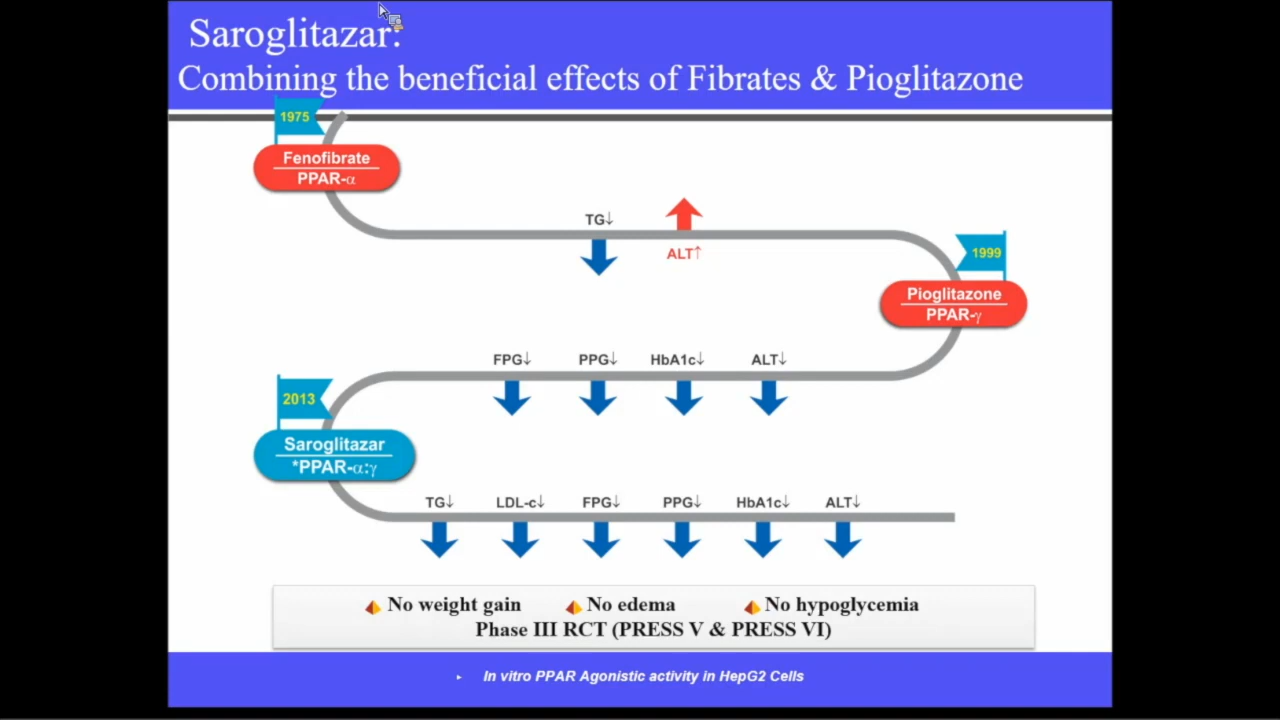 Saroglitazar:
Combining the beneficial effects of Fibrates & Pioglitazone
1975
Fenofibrate
PPAR-α
TG↓
ALT↑
1999
Pioglitazone
PPAR-γ
FPG↓ PPG↓ HbA1c↓ ALT↓
2013
Saroglitazar
*PPAR-α:γ
TG↓ LDL-c↓ FPG↓ PPG↓ HbA1c↓ ALT↓
No weight gain No edema No hypoglycemia
Phase III RCT (PRESS V & PRESS VI)
In vitro PPAR Agonistic activity in HepG2 Cells